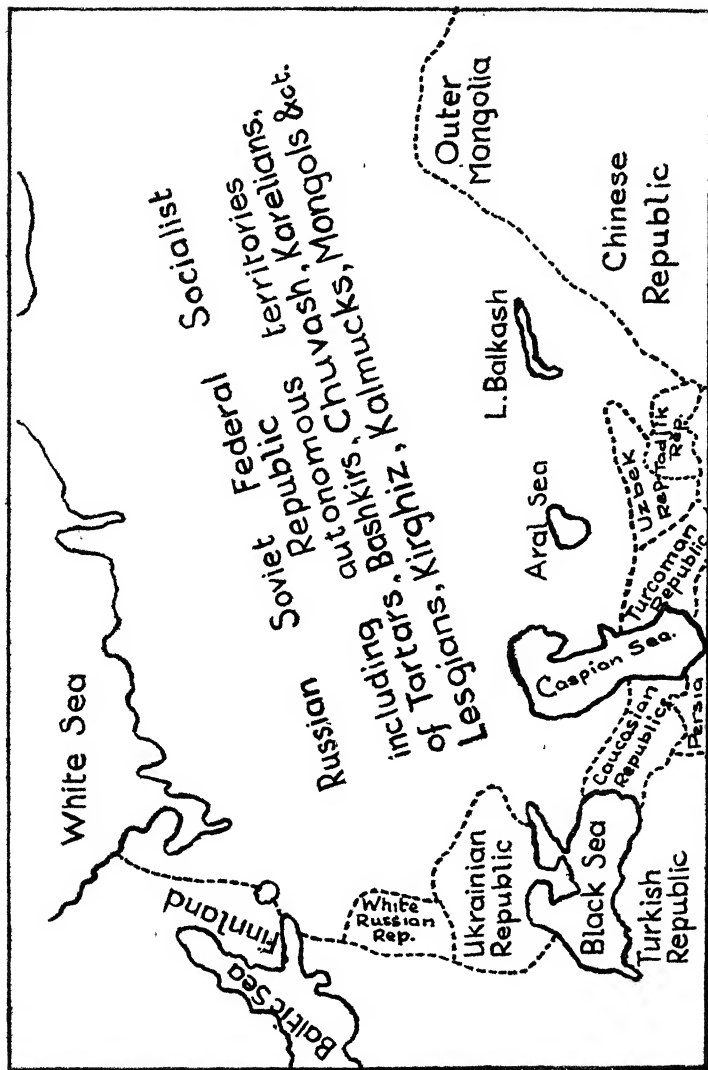 White Sea
Finnland
Baltic Sea
Russian Soviet Federal Socialist
Republic
including autonomous territories
of Tartars, Bashkirs, Chuvash, Karelians,
Lesgians, Kirghiz, Kalmucks, Mongols &ct.
White
Russian
Rep.
Ukrainian
Republic
Black Sea
Turkish
Republic
Caucasian
Republics
Persia
Caspian Sea.
Aral Sea
L. Balkash
Turcoman
Republic
Uzbek
Rep.
Tadjik
Rep.
Outer
Mongolia
Chinese
Republic